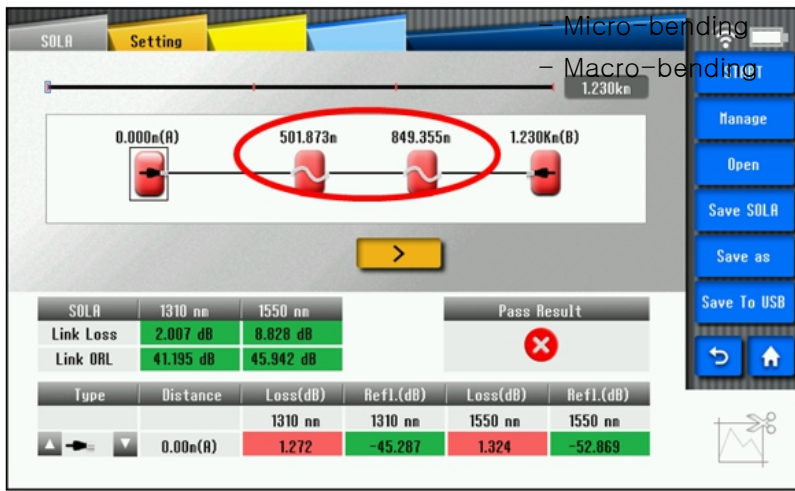 - Micro-bending
SOLA Setting
- Macro-bending
1.230km
0.000m(A) 501.873m 849.355m 1.230Km(B)
>
Manage
Open
Save SOLA
Save as
Save To USB
SOLA 1310 nm 1550 nm
Link Loss 2.007 dB 8.828 dB
Link ORL 41.195 dB 45.942 dB
Pass Result
Type Distance Loss(dB) Refl.(dB) Loss(dB) Refl.(dB)
1310 nm 1310 nm 1550 nm 1550 nm
0.00m(A) 1.272 -45.287 1.324 -52.869